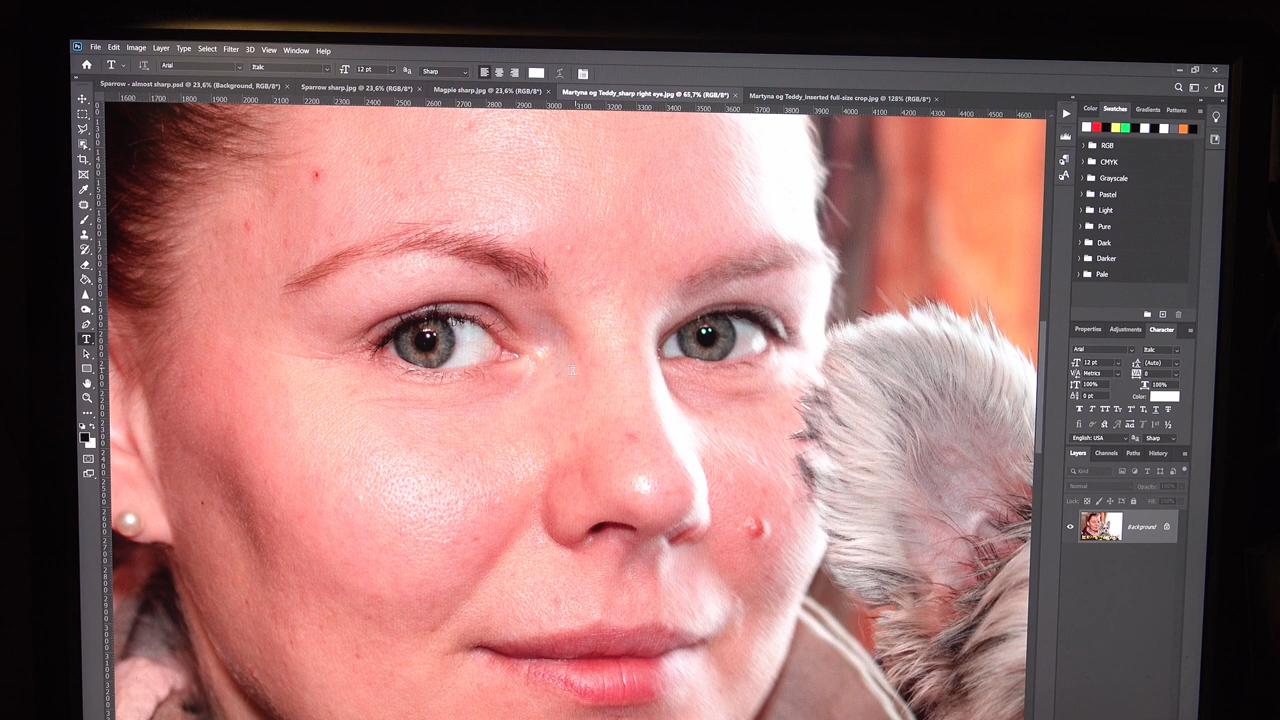 Ps File Edit Image Layer Type Select Filter 3D View Window Help
T Arial Italic 12 pt Sharp
Sparrow - almost sharp.psd @ 23,6% (Background, RGB/8*) × Sparrow sharp.jpg @ 23,6% (RGB/8*) × Magpie sharp.jpg @ 23,6% (RGB/8*) × Martyna og Teddy_sharp right eye.jpg @ 65,7% (RGB/8*) × Martyna og Teddy_inserted full-size crop.jpg @ 128% (RGB/8*) ×
1600 1700 1800 1900 2000 2100 2200 2300 2400 2500 2600 2700 2800 2900 3000 3100 3200 3300 3400 3500 3600 3700 3800 3900 4000 4100 4200 4300 4400 4500 4600
Color Swatches Gradients Patterns
RGB
CMYK
Grayscale
Pastel
Light
Pure
Dark
Darker
Pale
Properties Adjustments Character
Arial Italic
12 pt (Auto)
Metrics 0
100% 100%
0 pt Color:
English: USA Sharp
Layers Channels Paths History
Kind
Normal Opacity: 100%
Lock: Fill: 100%
Background